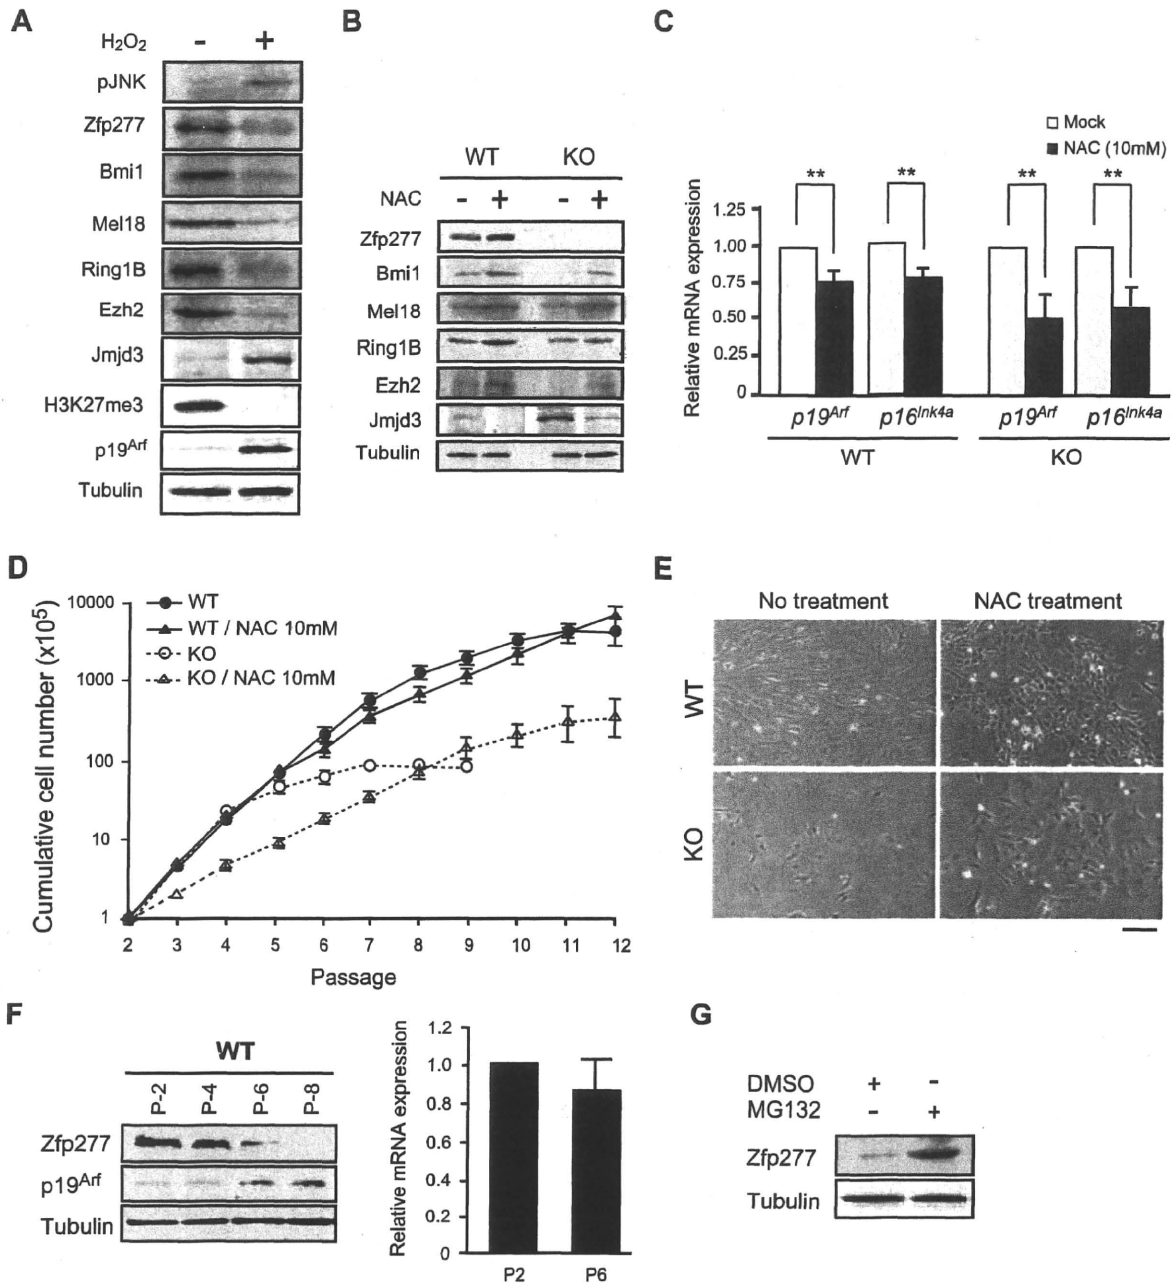 A
H2O2 - +
pJNK
Zfp277
Bmi1
Mel18
Ring1B
Ezh2
Jmjd3
H3K27me3
p19Arf
Tubulin
B
WT KO
NAC - + - +
Zfp277
Bmi1
Mel18
Ring1B
Ezh2
Jmjd3
Tubulin
C
Mock
NAC (10mM)
** ** ** **
Relative mRNA expression
1.25
1.00
0.75
0.50
0.25
0
p19Arf p16Ink4a p19Arf p16Ink4a
WT KO
D
WT
WT / NAC 10mM
KO
KO / NAC 10mM
Cumulative cell number (x105)
10000
1000
100
10
1
2 3 4 5 6 7 8 9 10 11 12
Passage
E
No treatment NAC treatment
WT
KO
F
WT
P-2 P-4 P-6 P-8
Zfp277
p19Arf
Tubulin
Relative mRNA expression
1.2
1.0
0.8
0.6
0.4
0.2
0
P2 P6
G
DMSO + -
MG132 - +
Zfp277
Tubulin